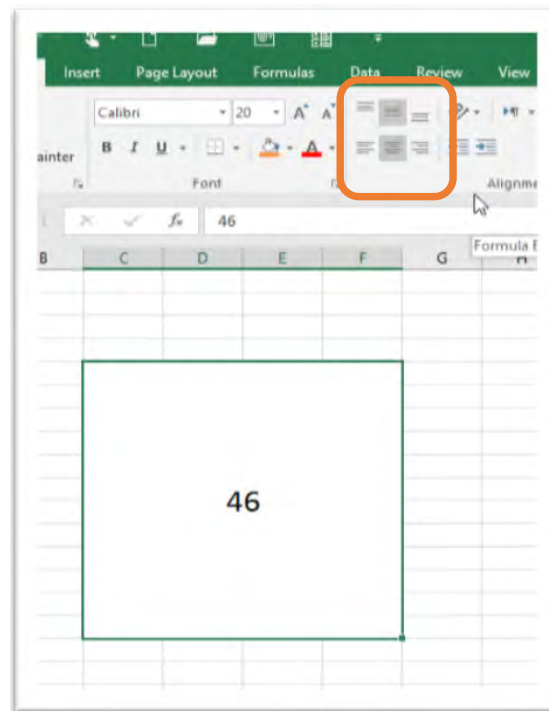 Insert Page Layout Formulas Data Review View
Calibri 20 A A
ainter B I U A
Font Alignme
fx 46
Formula B
B C D E F G H
46